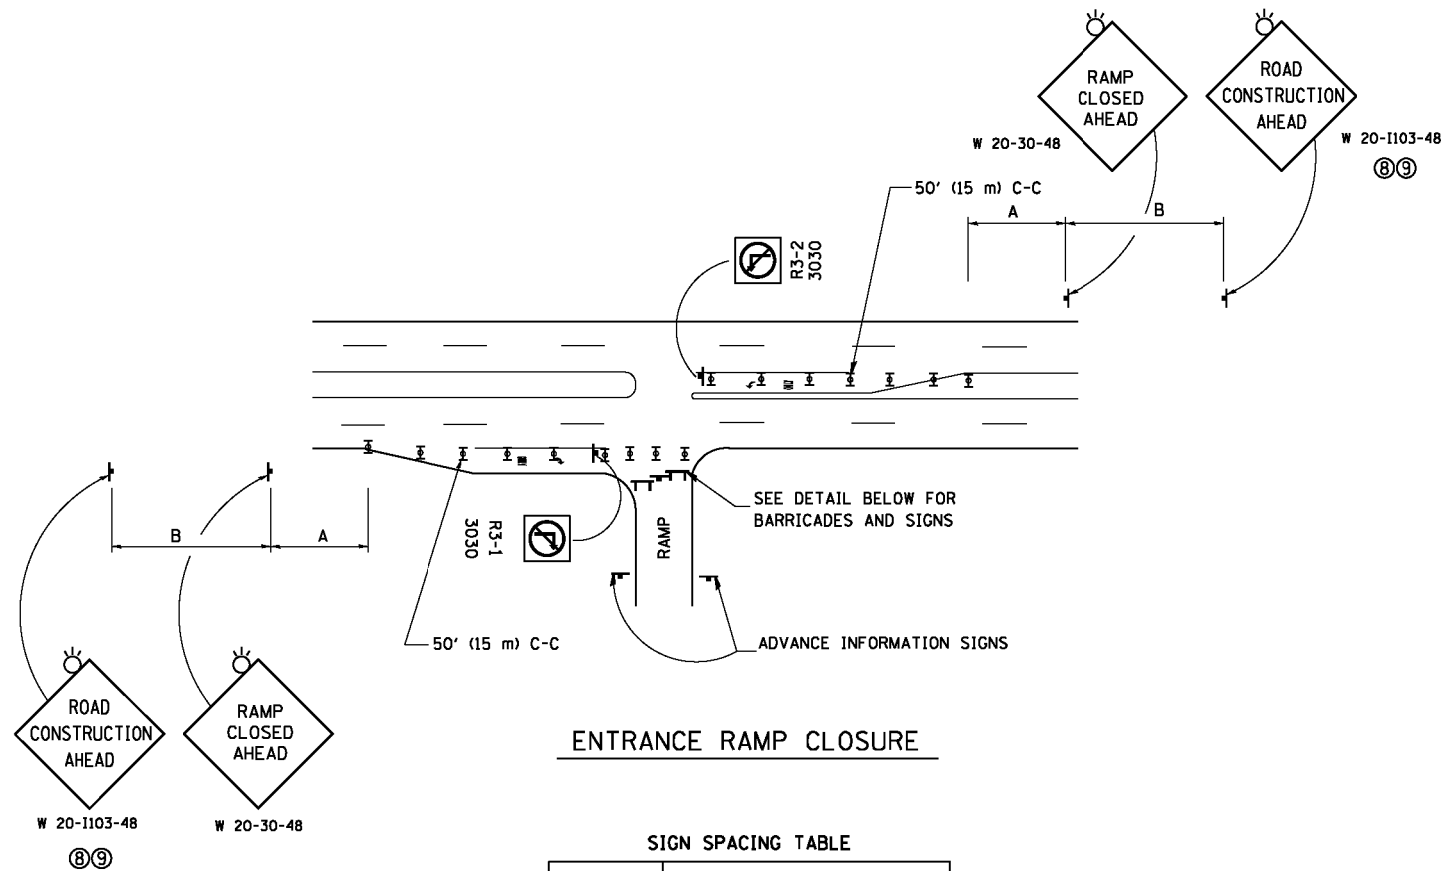 RAMP
CLOSED
AHEAD
W 20-30-48
ROAD
CONSTRUCTION
AHEAD
W 20-I103-48
⑧⑨
50' (15 m) C-C
A
B
R3-2
3030
SEE DETAIL BELOW FOR
BARRICADES AND SIGNS
RAMP
R3-1
3030
B
A
50' (15 m) C-C
ADVANCE INFORMATION SIGNS
ROAD
CONSTRUCTION
AHEAD
W 20-I103-48
⑧⑨
RAMP
CLOSED
AHEAD
W 20-30-48
ENTRANCE RAMP CLOSURE
SIGN SPACING TABLE